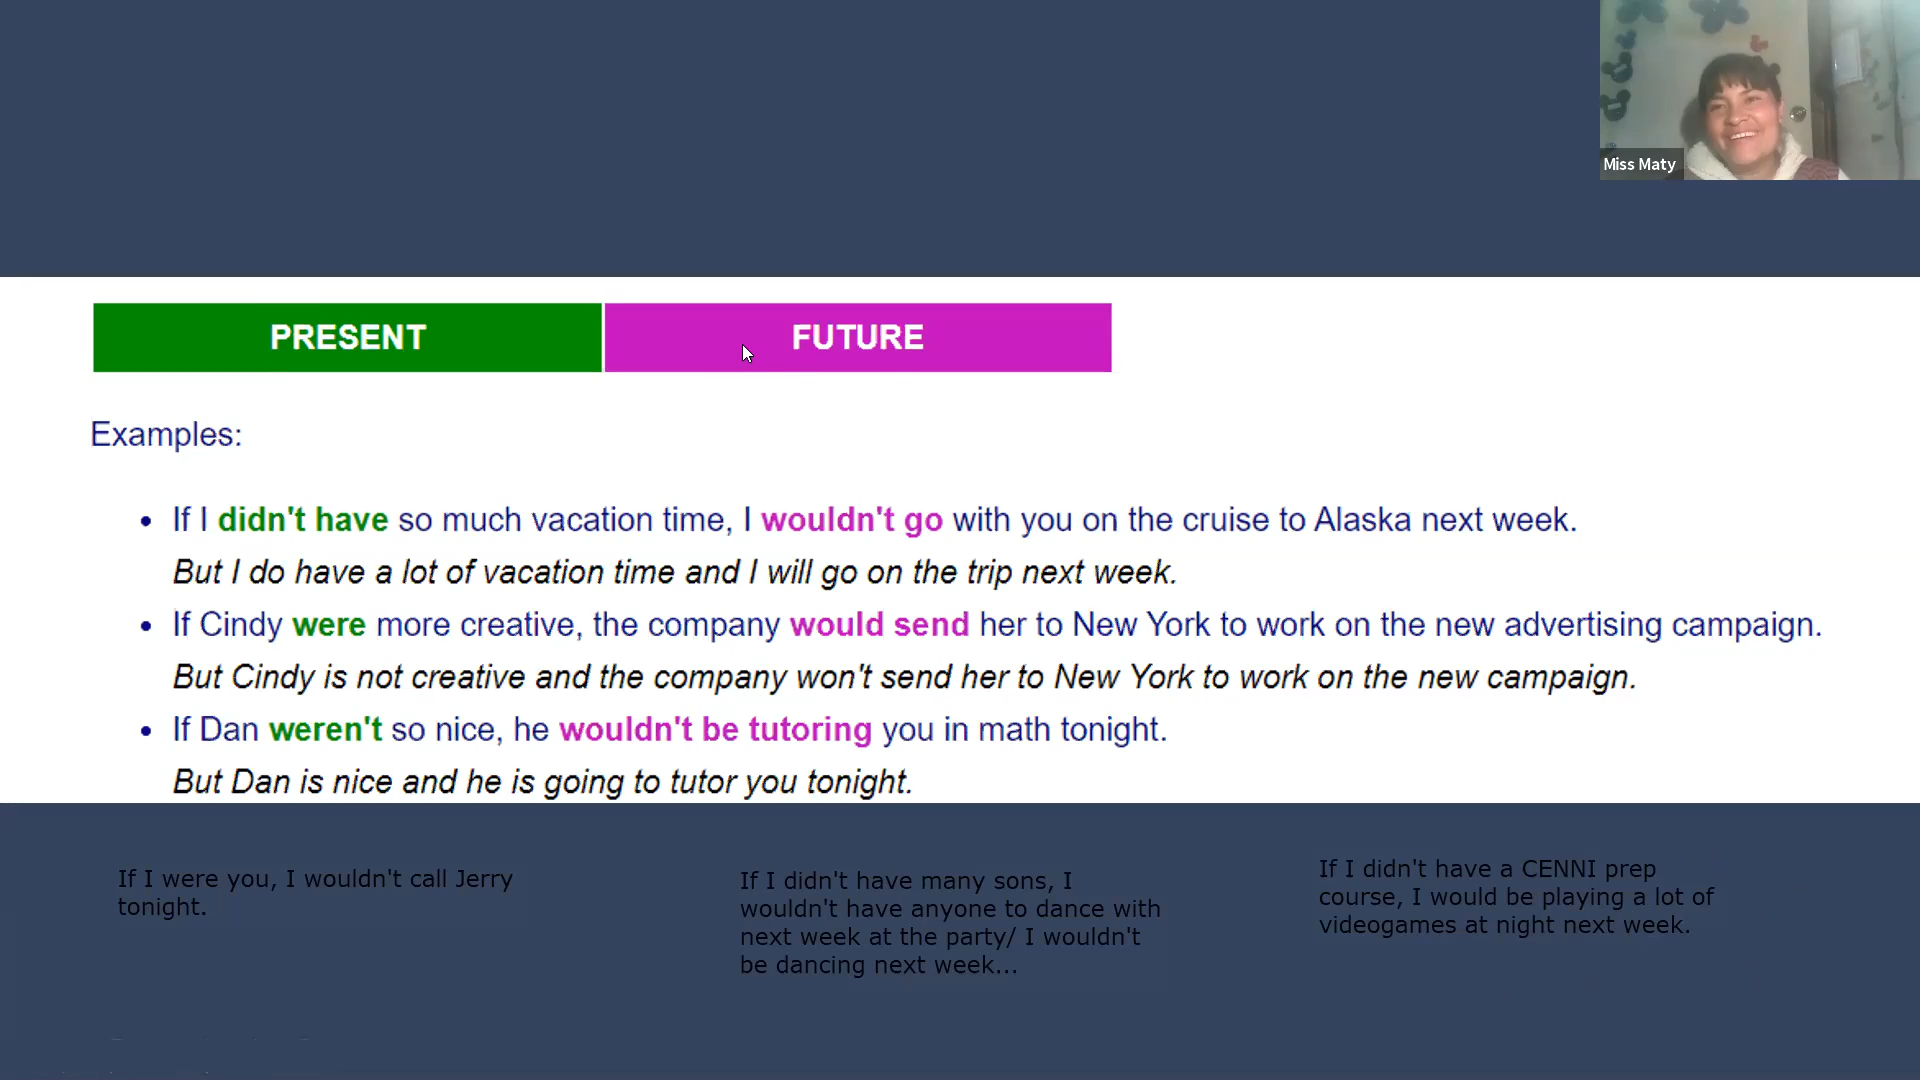 Miss Maty
PRESENT
FUTURE
Examples:
• If I didn't have so much vacation time, I wouldn't go with you on the cruise to Alaska next week.
But I do have a lot of vacation time and I will go on the trip next week.
• If Cindy were more creative, the company would send her to New York to work on the new advertising campaign.
But Cindy is not creative and the company won't send her to New York to work on the new campaign.
• If Dan weren't so nice, he wouldn't be tutoring you in math tonight.
But Dan is nice and he is going to tutor you tonight.
If I were you, I wouldn't call Jerry
tonight.
If I didn't have many sons, I
wouldn't have anyone to dance with
next week at the party/ I wouldn't
be dancing next week...
If I didn't have a CENNI prep
course, I would be playing a lot of
videogames at night next week.